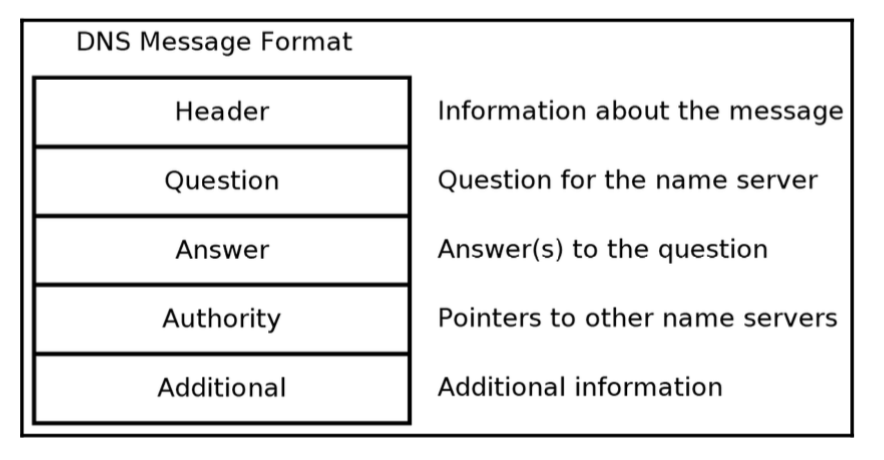 DNS Message Format
Header Information about the message
Question Question for the name server
Answer Answer(s) to the question
Authority Pointers to other name servers
Additional Additional information